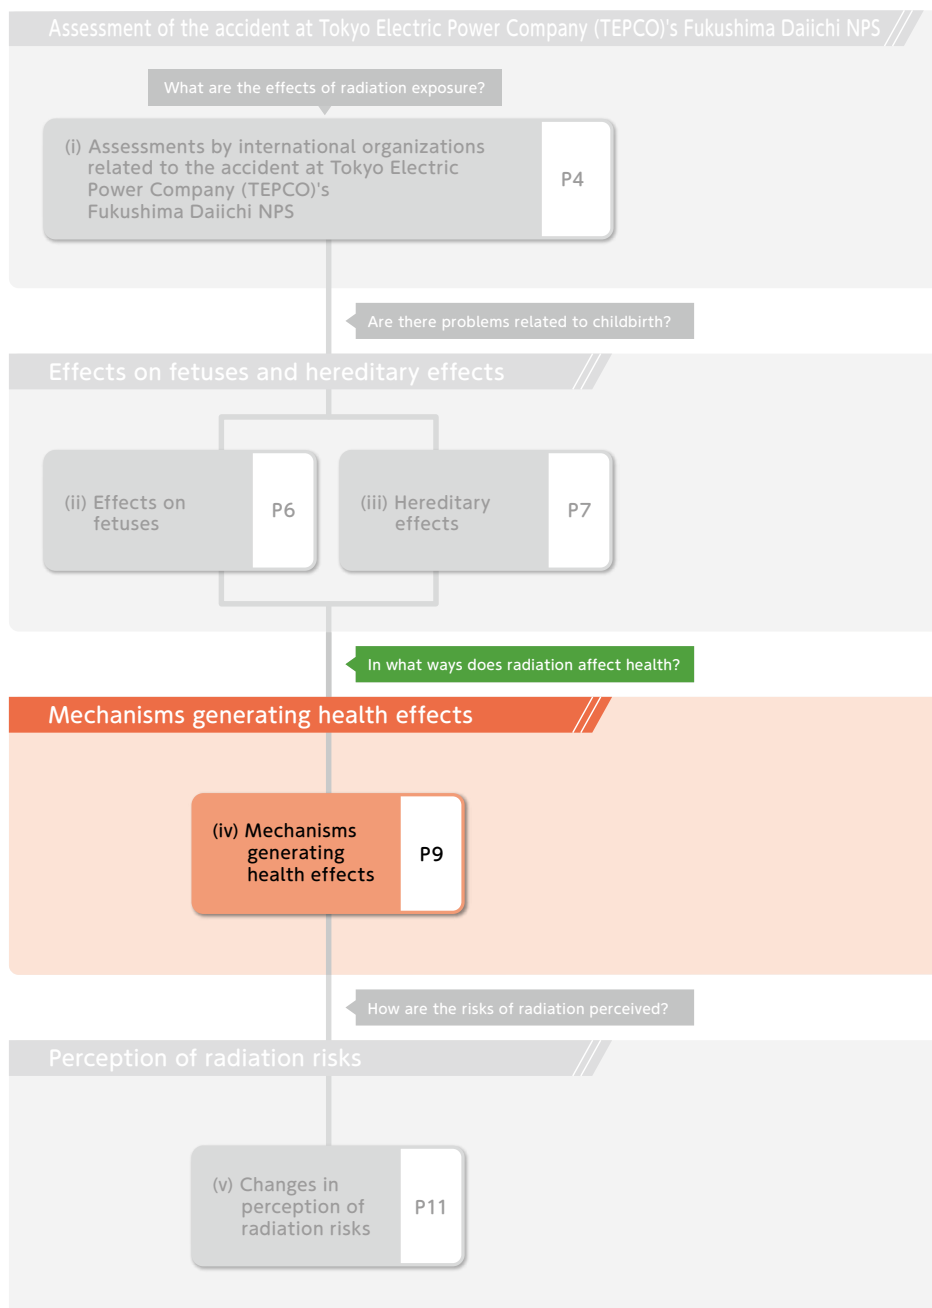 Assessment of the accident at Tokyo Electric Power Company (TEPCO)'s Fukushima Daiichi NPS
What are the effects of radiation exposure?
(i) Assessments by international organizations
related to the accident at Tokyo Electric
Power Company (TEPCO)'s
Fukushima Daiichi NPS
P4
Are there problems related to childbirth?
Effects on fetuses and hereditary effects
(ii) Effects on
fetuses
P6
(iii) Hereditary
effects
P7
In what ways does radiation affect health?
Mechanisms generating health effects
(iv) Mechanisms
generating
health effects
P9
How are the risks of radiation perceived?
Perception of radiation risks
(v) Changes in
perception of
radiation risks
P11